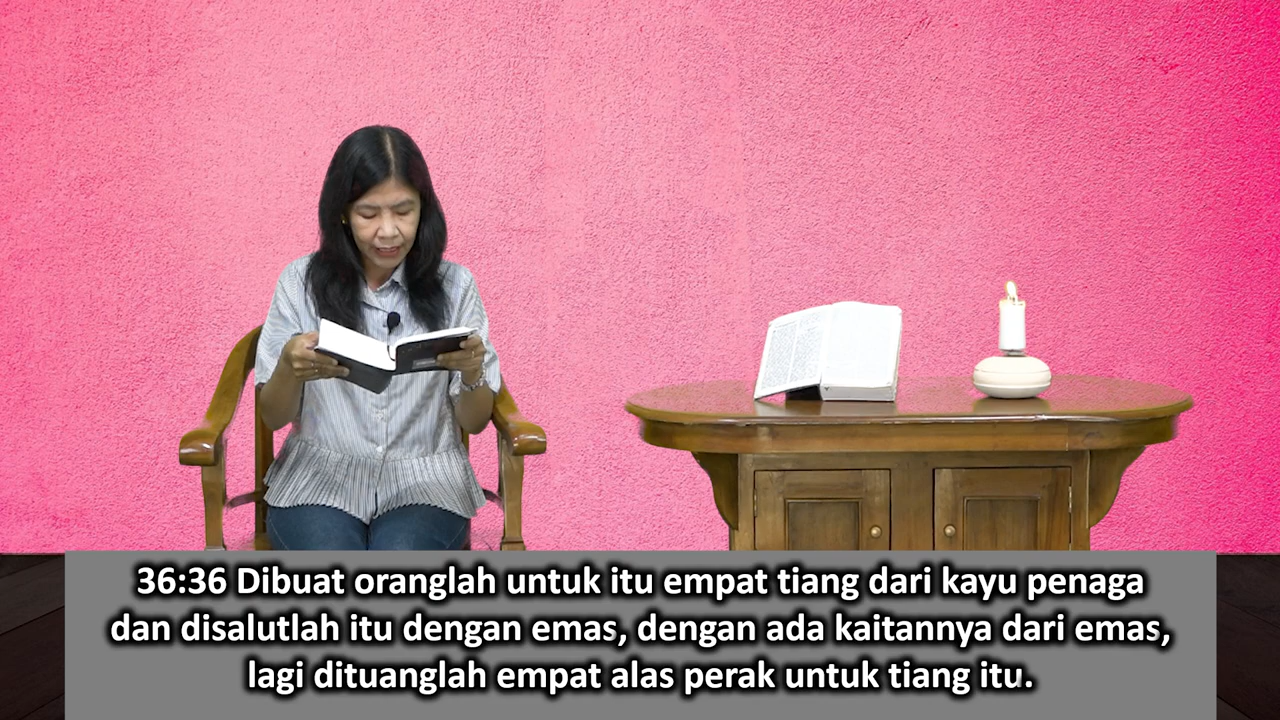 36:36 Dibuat oranglah untuk itu empat tiang dari kayu penaga
dan disalutlah itu dengan emas, dengan ada kaitannya dari emas,
lagi dituanglah empat alas perak untuk tiang itu.